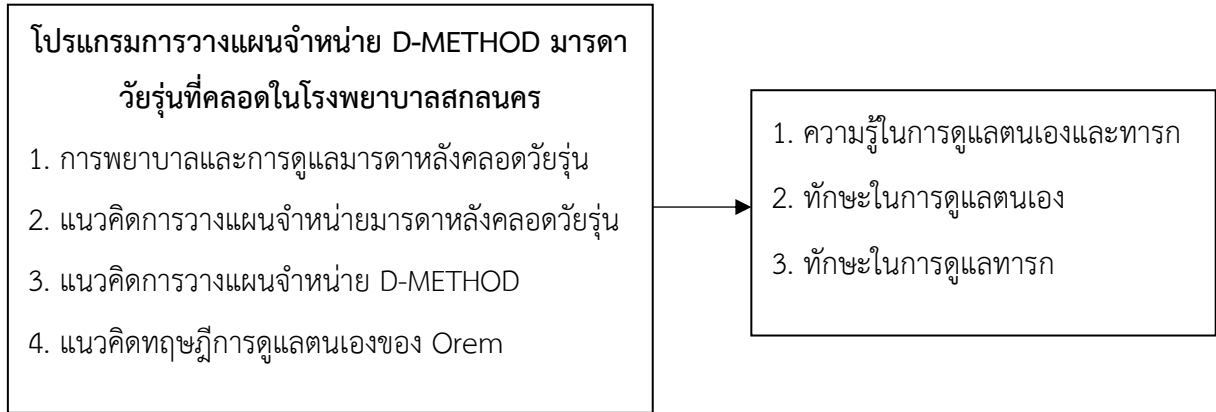 โปรแกรมการวางแผนจำหน่าย D-METHOD มารดา
วัยรุ่นที่คลอดในโรงพยาบาลสกลนคร
1. การพยาบาลและการดูแลมารดาหลังคลอดวัยรุ่น
2. แนวคิดการวางแผนจำหน่ายมารดาหลังคลอดวัยรุ่น
3. แนวคิดการวางแผนจำหน่าย D-METHOD
4. แนวคิดทฤษฎีการดูแลตนเองของ Orem
1. ความรู้ในการดูแลตนเองและทารก
2. ทักษะในการดูแลตนเอง
3. ทักษะในการดูแลทารก